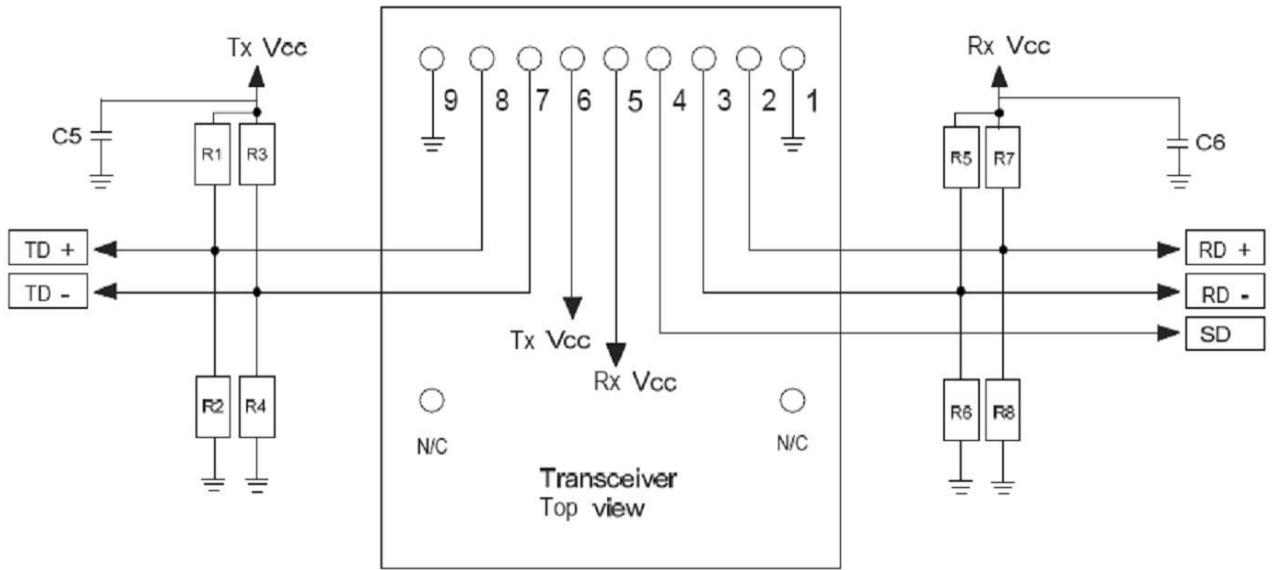 Tx Vcc
Rx Vcc
9 8 7 6 5 4 3 2 1
C5
R1 R3
R5 R7
C6
TD +
RD +
TD -
RD -
Tx Vcc
SD
Rx Vcc
R2 R4
R6 R8
N/C
N/C
Transceiver
Top view